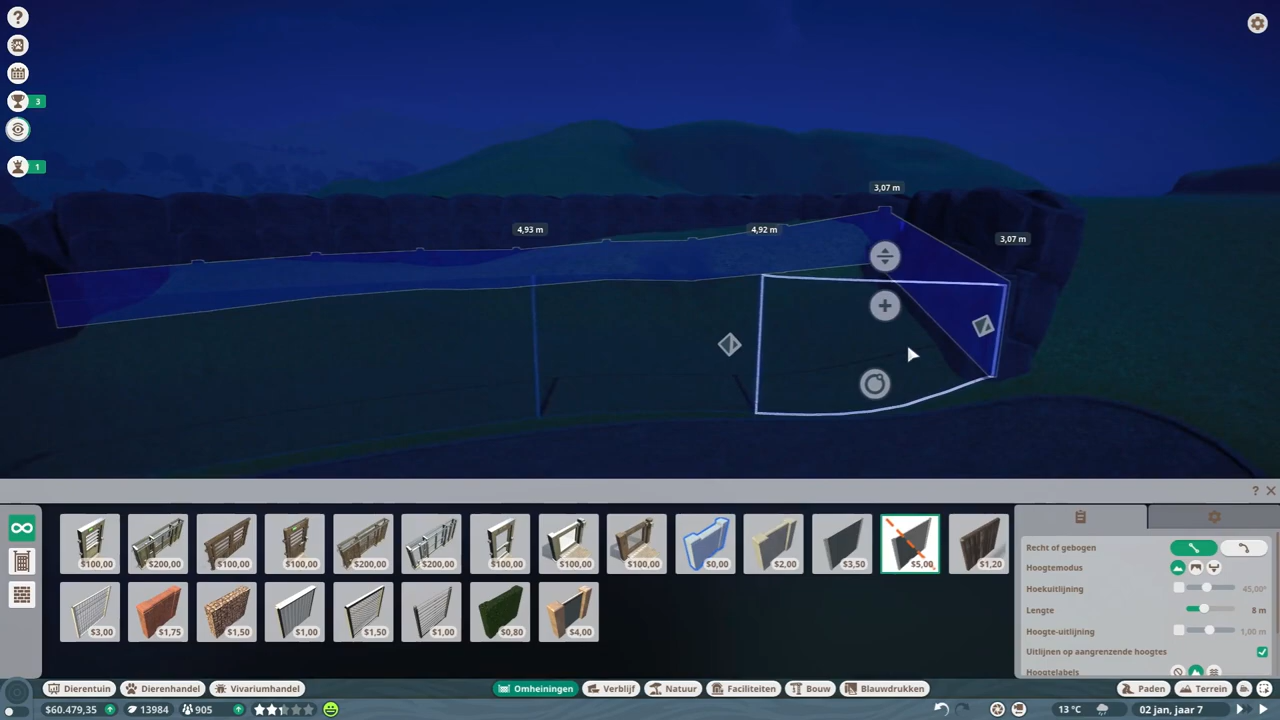 ?
3
1
3,07 m
4,93 m
4,92 m
3,07 m
?
$100,00
$200,00
$100,00
$100,00
$200,00
$200,00
$100,00
$100,00
$100,00
$0,00
$2,00
$3,50
$5,00
$1,20
$3,00
$1,75
$1,50
$1,00
$1,50
$1,00
$0,80
$4,00
Recht of gebogen
Hoogtemodus
Hoekuitlijning 45,00°
Lengte 8 m
Hoogte-uitlijning 1,00 m
Uitlijnen op aangrenzende hoogtes
Hoogtelabels
Dierentuin
Dierenhandel
Vivariumhandel
Omheiningen
Verblijf
Natuur
Faciliteiten
Bouw
Blauwdrukken
Paden
Terrein
$60.479,35
13984
905
13 °C
02 jan, jaar 7